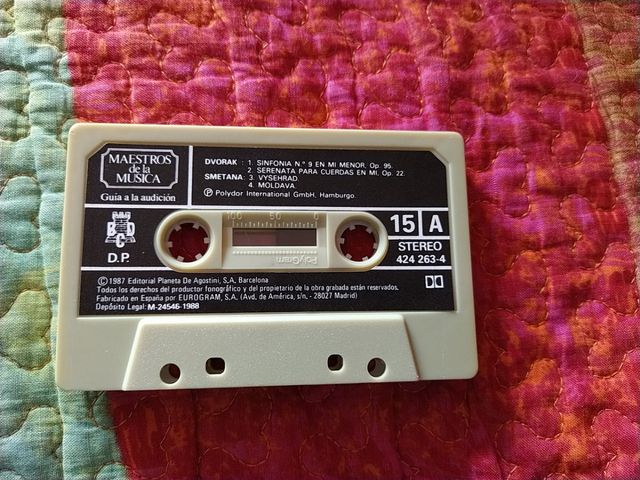 MAESTROS
de la
MUSICA
Guia a la audición
DVORAK : 1. SINFONIA N.º 9 EN MI MENOR, Op. 95.
2. SERENATA PARA CUERDAS EN MI, Op. 22.
SMETANA: 3. VYSEHRAD.
4. MOLDAVA.
Ⓟ Polydor International GmbH, Hamburgo.
BCD
D.P.
100 50 0
PolyGram
15 A
STEREO
424 263-4
© 1987 Editorial Planeta De Agostini, S,A, Barcelona
Todos los derechos del productor fonográfico y del propietario de la obra grabada están reservados.
Fabricado en España por EUROGRAM, S.A. (Avd, de América, s/n, - 28027 Madrid)
Depósito Legal: M-24546-1988